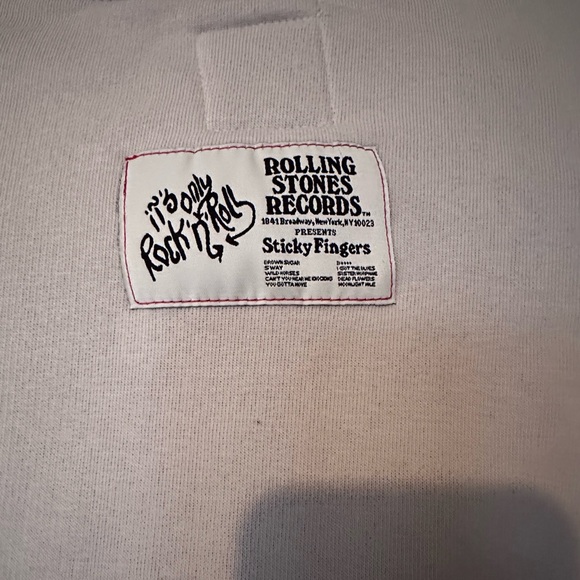 it's only
Rock 'n' Roll
ROLLING
STONES
RECORDS™
1841 Broadway, New York, NY 10023
PRESENTS
Sticky Fingers
BROWN SUGAR
SWAY
WILD HORSES
CAN'T YOU HEAR ME KNOCKING
YOU GOTTA MOVE
B****
I GOT THE BLUES
SISTER MORPHINE
DEAD FLOWERS
MOONLIGHT MILE